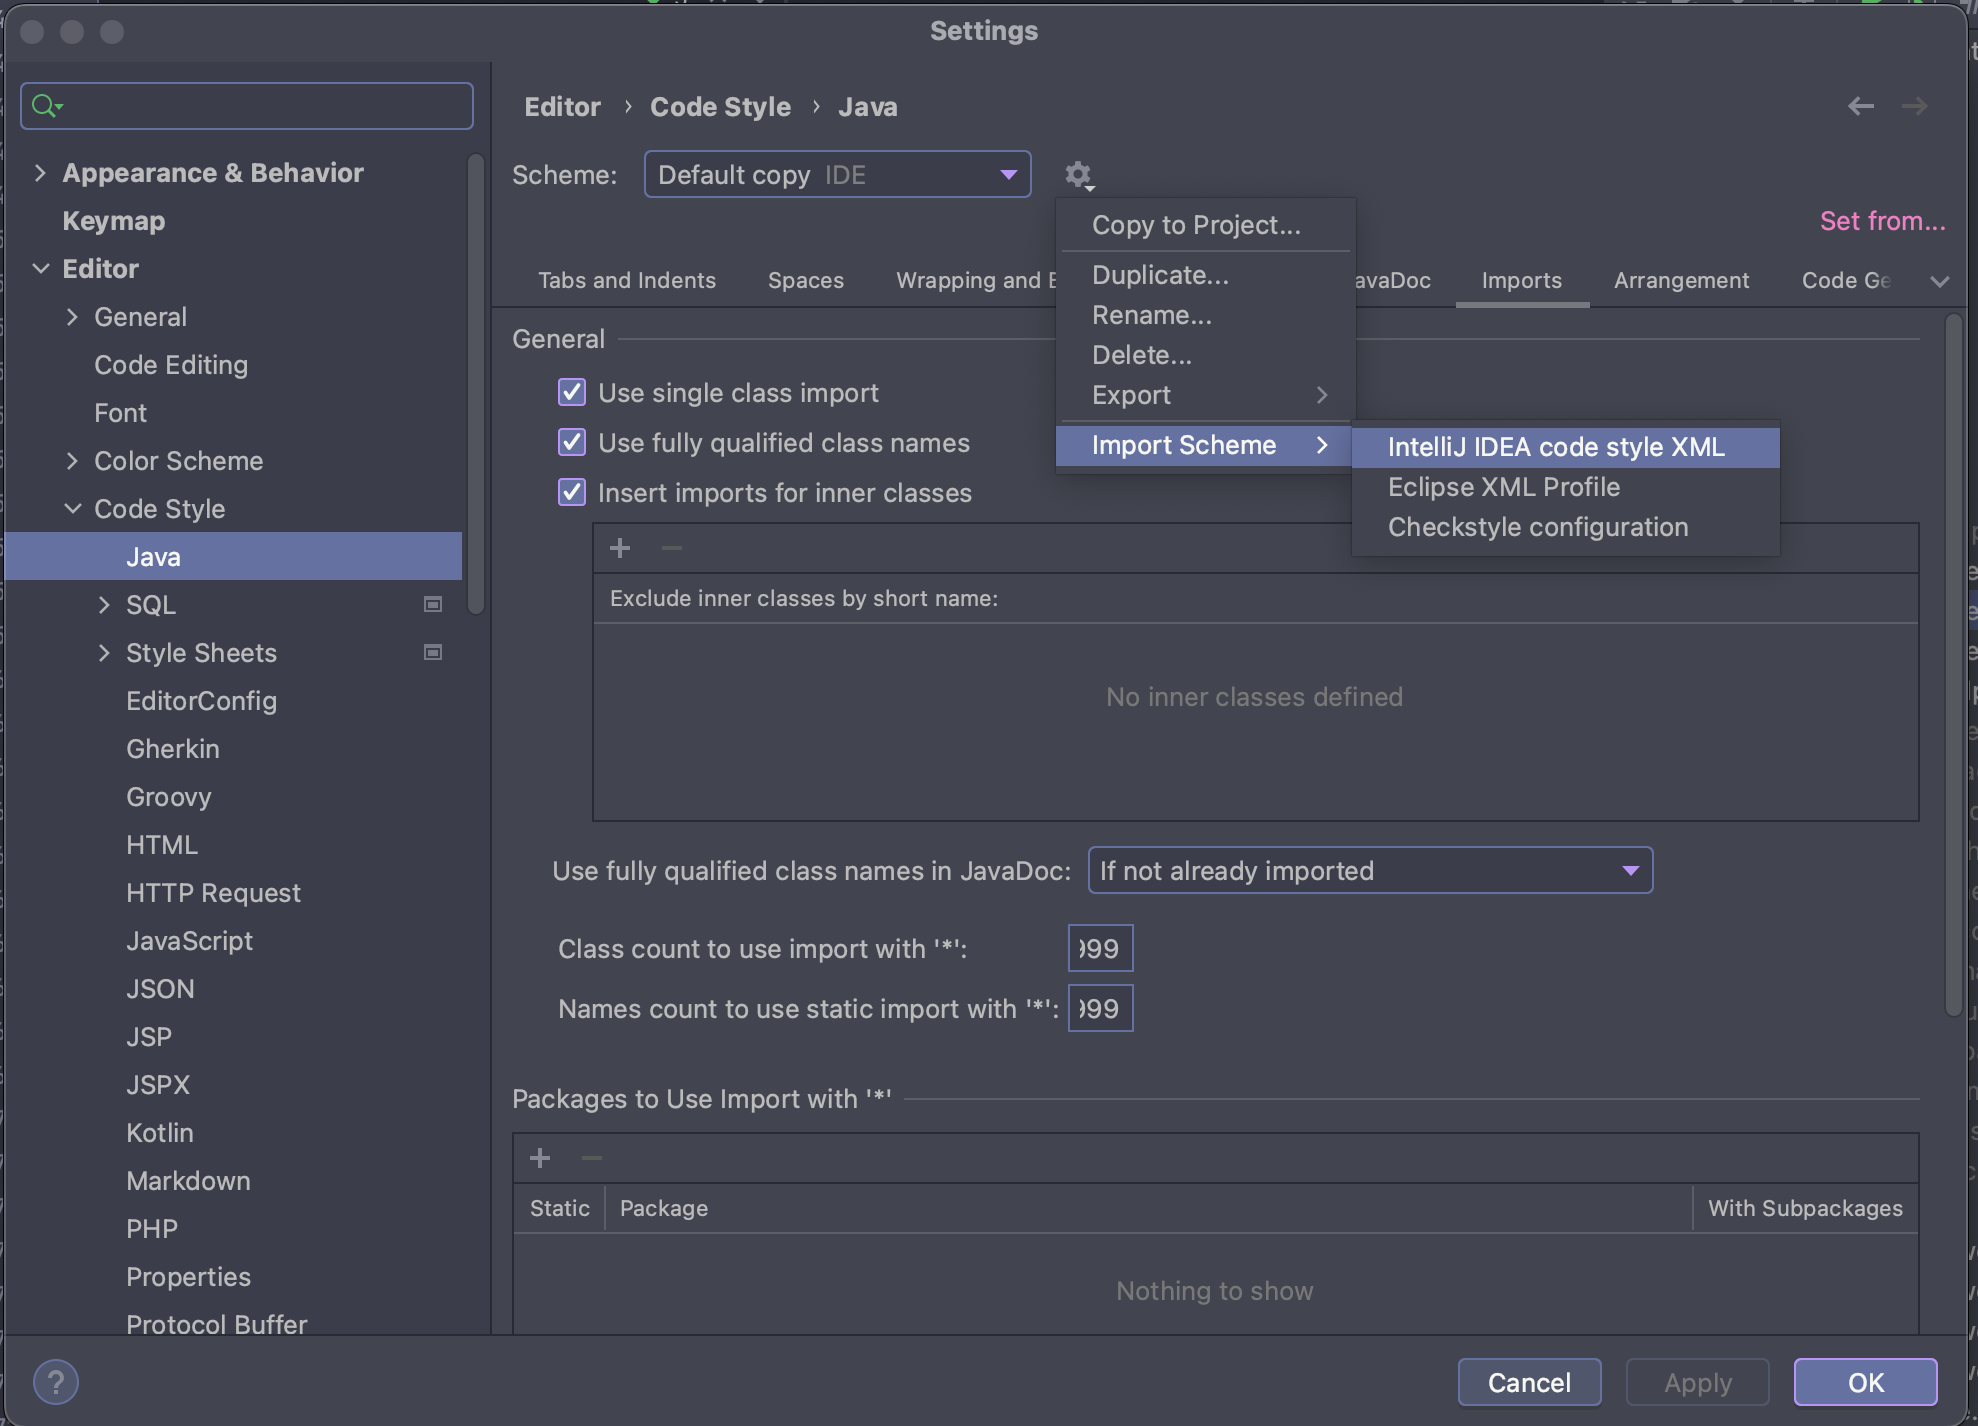 Settings
Appearance & Behavior
Keymap
Editor
General
Code Editing
Font
Color Scheme
Code Style
Java
SQL
Style Sheets
EditorConfig
Gherkin
Groovy
HTML
HTTP Request
JavaScript
JSON
JSP
JSPX
Kotlin
Markdown
PHP
Properties
Protocol Buffer
?
Editor › Code Style › Java
Scheme: Default copy IDE
Set from...
Tabs and Indents Spaces Wrapping and B avaDoc Imports Arrangement Code Ge
Copy to Project...
Duplicate...
Rename...
Delete...
Export
Import Scheme
IntelliJ IDEA code style XML
Eclipse XML Profile
Checkstyle configuration
General
Use single class import
Use fully qualified class names
Insert imports for inner classes
Exclude inner classes by short name:
No inner classes defined
Use fully qualified class names in JavaDoc: If not already imported
Class count to use import with '*': 99
Names count to use static import with '*': 99
Packages to Use Import with '*'
Static Package With Subpackages
Nothing to show
Cancel Apply OK